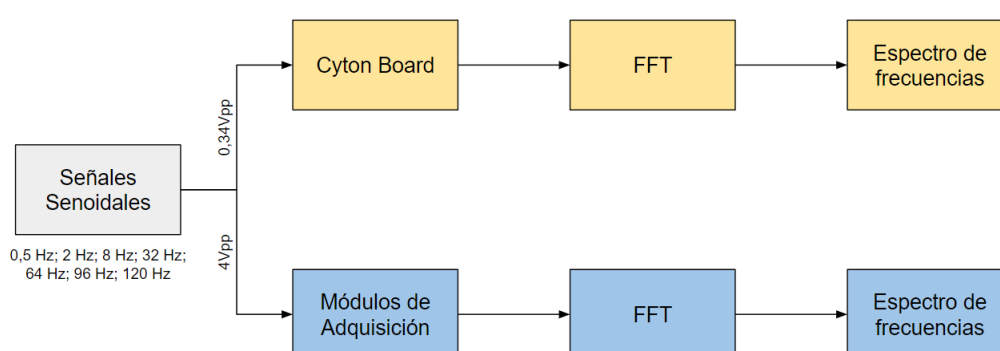 Cyton Board
FFT
Espectro de
frecuencias
0,34Vpp
Señales
Senoidales
0,5 Hz; 2 Hz; 8 Hz; 32 Hz;
64 Hz; 96 Hz; 120 Hz
4Vpp
Módulos de
Adquisición
FFT
Espectro de
frecuencias